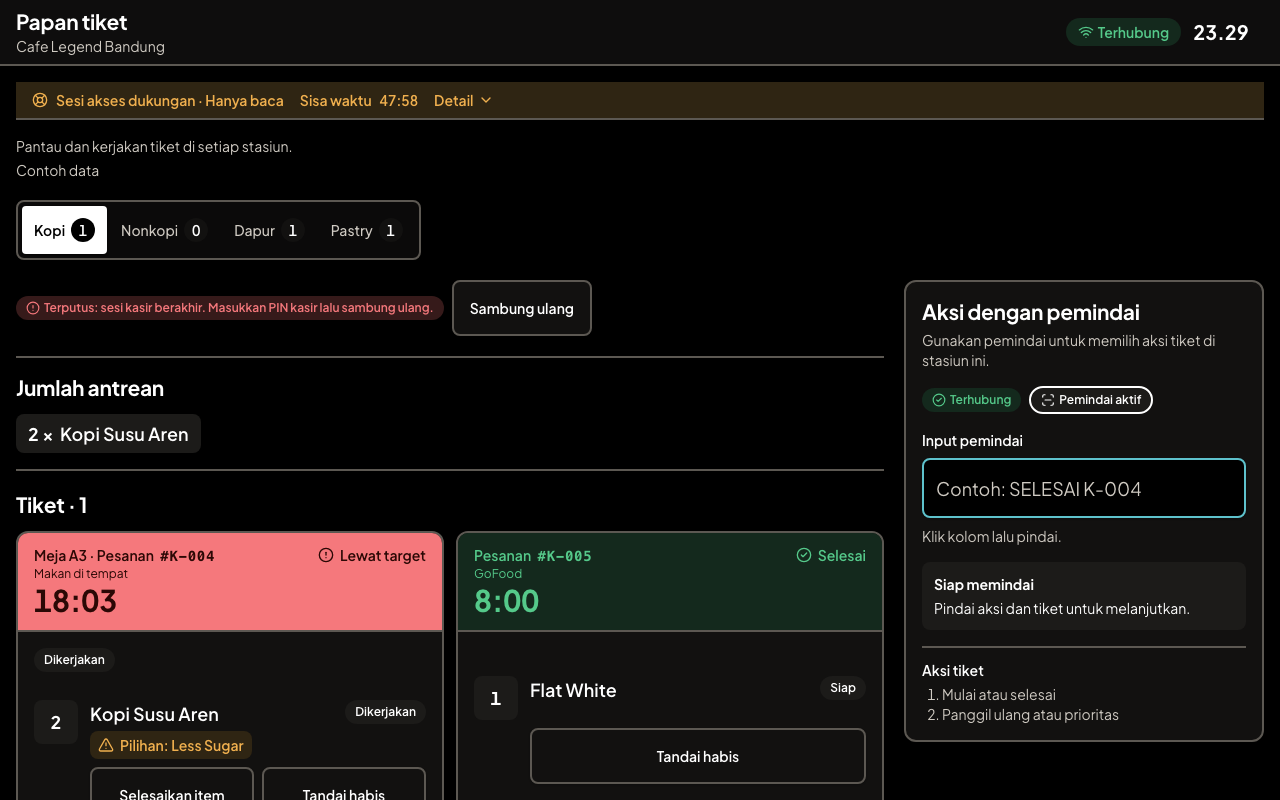 Papan tiket
Cafe Legend Bandung
Terhubung
23.29
Sesi akses dukungan · Hanya baca Sisa waktu 47:58 Detail
Pantau dan kerjakan tiket di setiap stasiun.
Contoh data
Kopi 1 Nonkopi 0 Dapur 1 Pastry 1
Terputus: sesi kasir berakhir. Masukkan PIN kasir lalu sambung ulang.
Sambung ulang
Jumlah antrean
2 × Kopi Susu Aren
Tiket · 1
Meja A3 · Pesanan #K-004 Lewat target
Makan di tempat
18:03
Dikerjakan
2 Kopi Susu Aren Dikerjakan
Pilihan: Less Sugar
Selesaikan item Tandai habis
Pesanan #K-005 Selesai
GoFood
8:00
1 Flat White Siap
Tandai habis
Aksi dengan pemindai
Gunakan pemindai untuk memilih aksi tiket di
stasiun ini.
Terhubung Pemindai aktif
Input pemindai
Contoh: SELESAI K-004
Klik kolom lalu pindai.
Siap memindai
Pindai aksi dan tiket untuk melanjutkan.
Aksi tiket
1. Mulai atau selesai
2. Panggil ulang atau prioritas